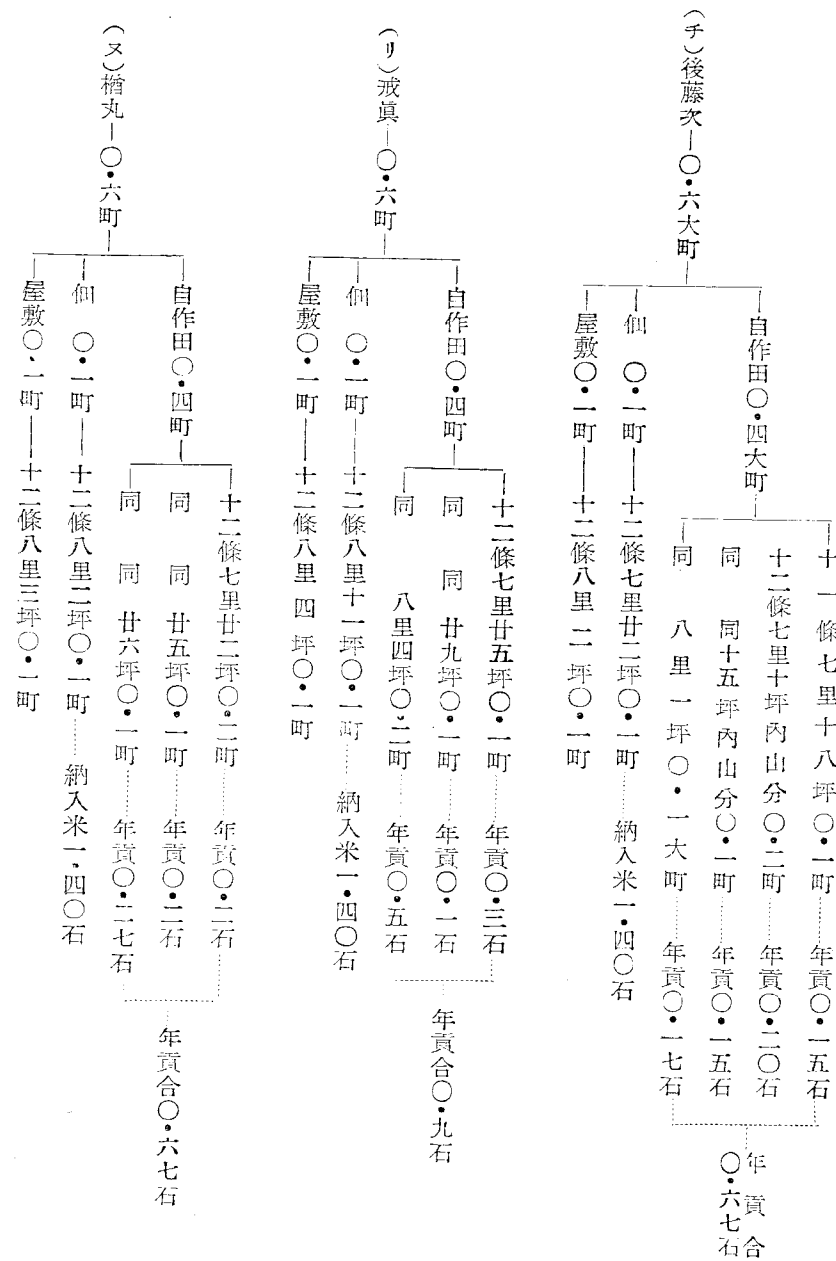 (チ)後藤次―〇・六大町
自作田〇・四大町
十一條七里十八坪〇・一町……年貢〇・一五石
十二條七里十坪內山分〇・二町……年貢〇・二〇石
同　同十五坪內山分〇・一町……年貢〇・一五石
同　八里一坪〇・一大町……年貢〇・一七石
年貢合
〇・六七石
佃　〇・一町――十二條七里廿二坪〇・一町……納入米一・四〇石
屋敷〇・一町――十二條八里二坪〇・一町
(リ)戒眞―〇・六町
自作田〇・四町
十二條七里廿五坪〇・一町……年貢〇・三石
同　同　廿九坪〇・一町……年貢〇・一石
同　八里四坪〇・二町……年貢〇・五石
年貢合〇・九石
佃　〇・一町――十二條八里十一坪〇・一町……納入米一・四〇石
屋敷〇・一町――十二條八里四坪〇・一町
(ヌ)楢丸―〇・六町
自作田〇・四町
十二條七里廿二坪〇・二町……年貢〇・二石
同　同　廿五坪〇・一町……年貢〇・二石
同　同　廿六坪〇・一町……年貢〇・二七石
年貢合〇・六七石
佃　〇・一町――十二條八里二坪〇・一町……納入米一・四〇石
屋敷〇、一町――十二條八里三坪〇・一町